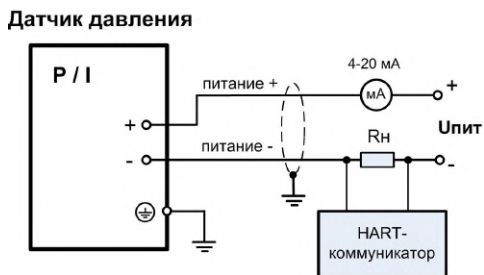 Датчик давления
P / I
4-20 мА
питание +
мА
+
+
Uпит
Rн
питание -
-
-
HART-
коммуникатор